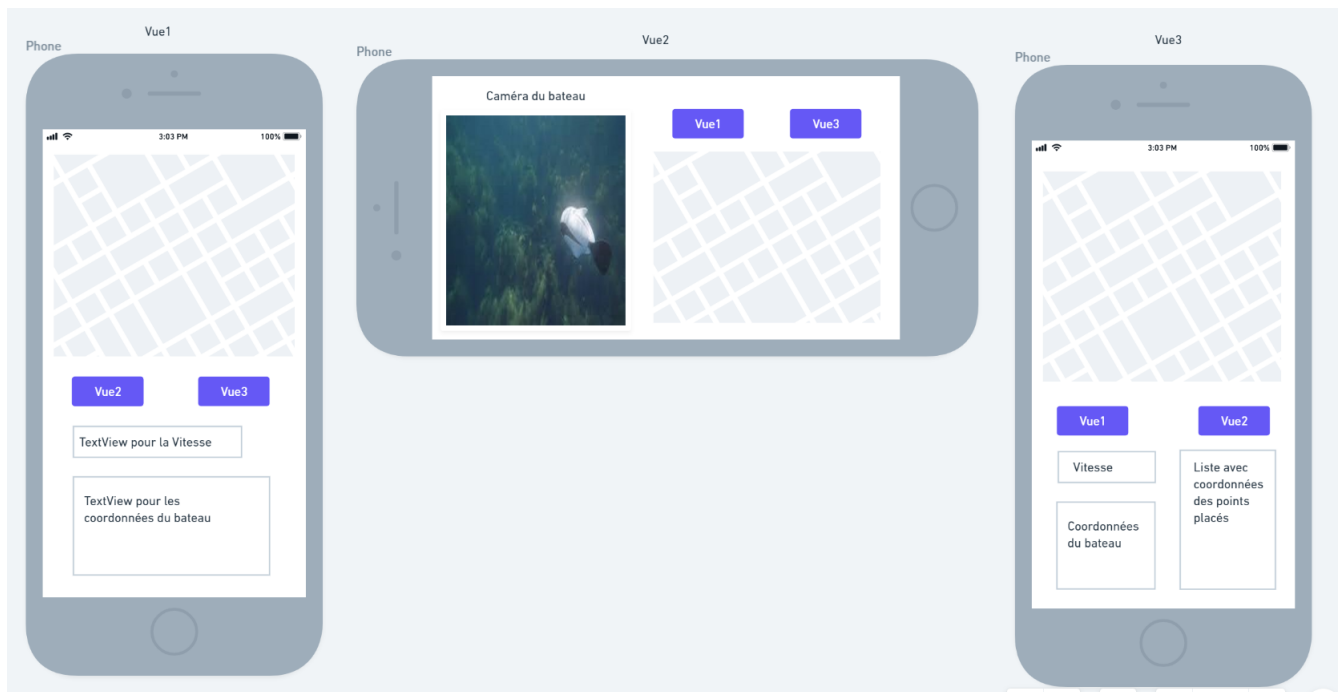 Vue1
Phone
3:03 PM
100%
Vue2
Vue3
TextView pour la Vitesse
TextView pour les
coordonnées du bateau
Vue2
Phone
Caméra du bateau
Vue1
Vue3
Vue3
Phone
3:03 PM
100%
Vue1
Vue2
Vitesse
Coordonnées
du bateau
Liste avec
coordonnées
des points
placés